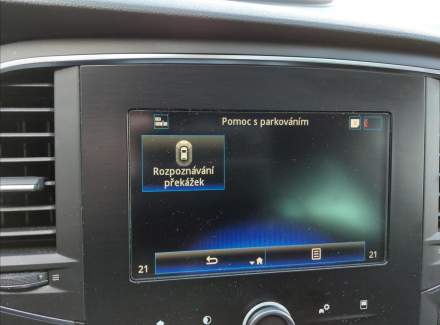 Pomoc s parkováním
Rozpoznávání
překážek
21
21